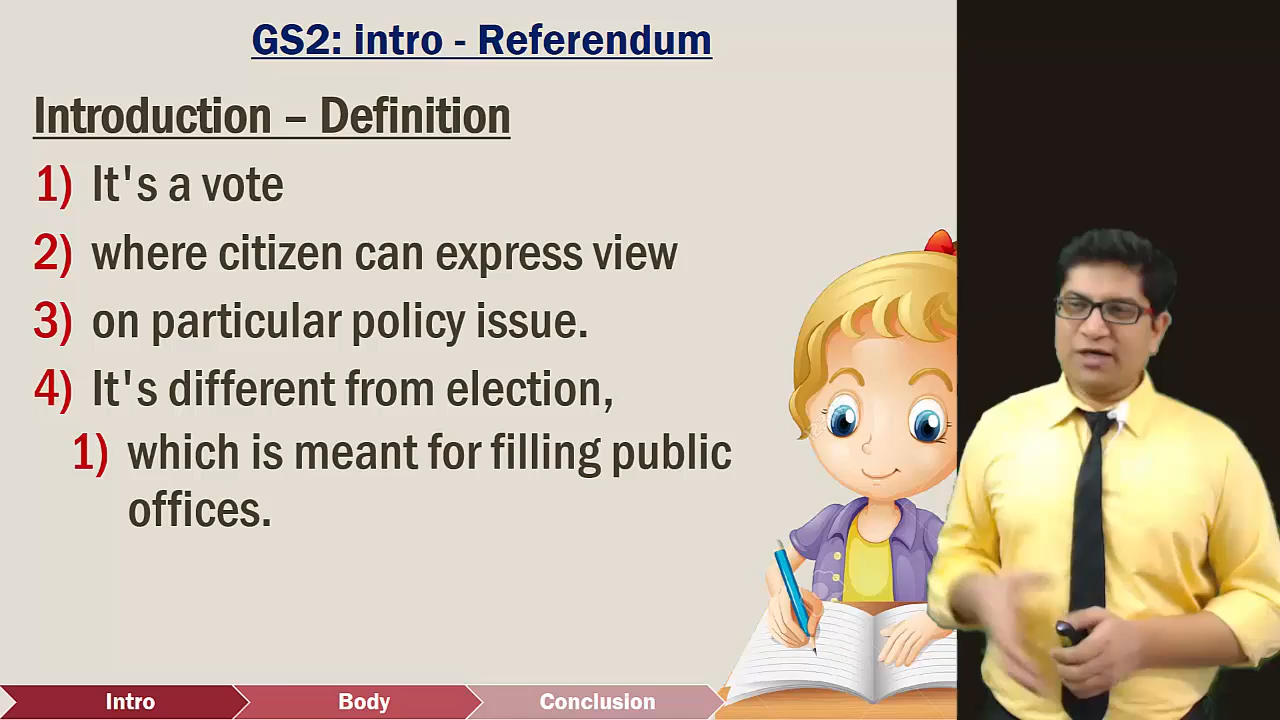 GS2: intro - Referendum
Introduction – Definition
1) It's a vote
2) where citizen can express view
3) on particular policy issue.
4) It's different from election,
1) which is meant for filling public
offices.
Intro
Body
Conclusion